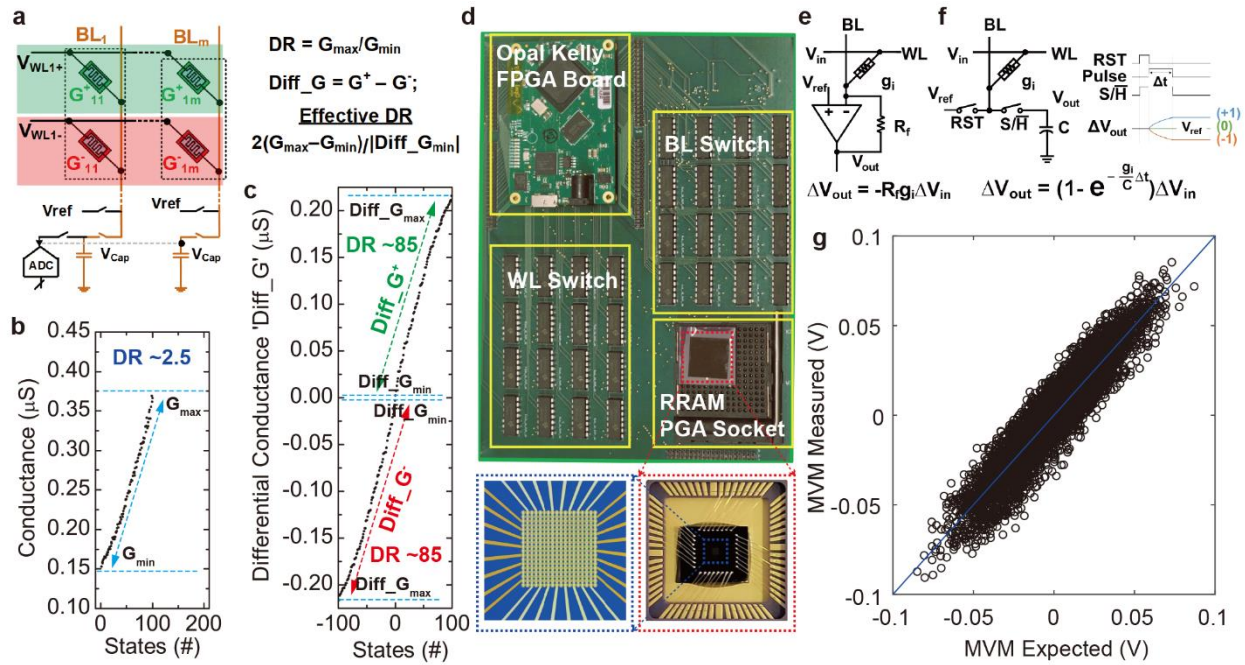 a
BL1
BLm
VWL1+
G+11
G+1m
VWL1-
G-11
G-1m
Vref
Vref
ADC
VCap
VCap
DR = Gmax/Gmin
Diff_G = G+ – G-;
Effective DR
2(Gmax–Gmin)/|Diff_Gmin|
b
Conductance (µS)
0.45
0.40
0.35
0.30
0.25
0.20
0.15
0.10
DR ~2.5
Gmax
Gmin
0
100
200
States (#)
c
Differential Conductance 'Diff_G' (µS)
0.20
0.15
0.10
0.05
0.00
-0.05
-0.10
-0.15
-0.20
Diff_Gmax
DR ~85
Diff_G+
Diff_Gmin
Diff_Gmin
Diff_G-
DR ~85
Diff_Gmax
-100
0
100
States (#)
d
Opal Kelly
FPGA Board
BL Switch
WL Switch
RRAM
PGA Socket
e
BL
Vin
WL
gi
Vref
Rf
Vout
ΔVout = -RfgiΔVin
f
BL
Vin
WL
gi
Vref
Vout
RST
S/H
C
RST
Pulse
Δt
S/H
ΔVout
Vref
(+1)
(0)
(-1)
ΔVout = (1- e- gi/C Δt)ΔVin
g
MVM Measured (V)
0.1
0.05
0
-0.05
-0.1
-0.1
-0.05
0
0.05
0.1
MVM Expected (V)